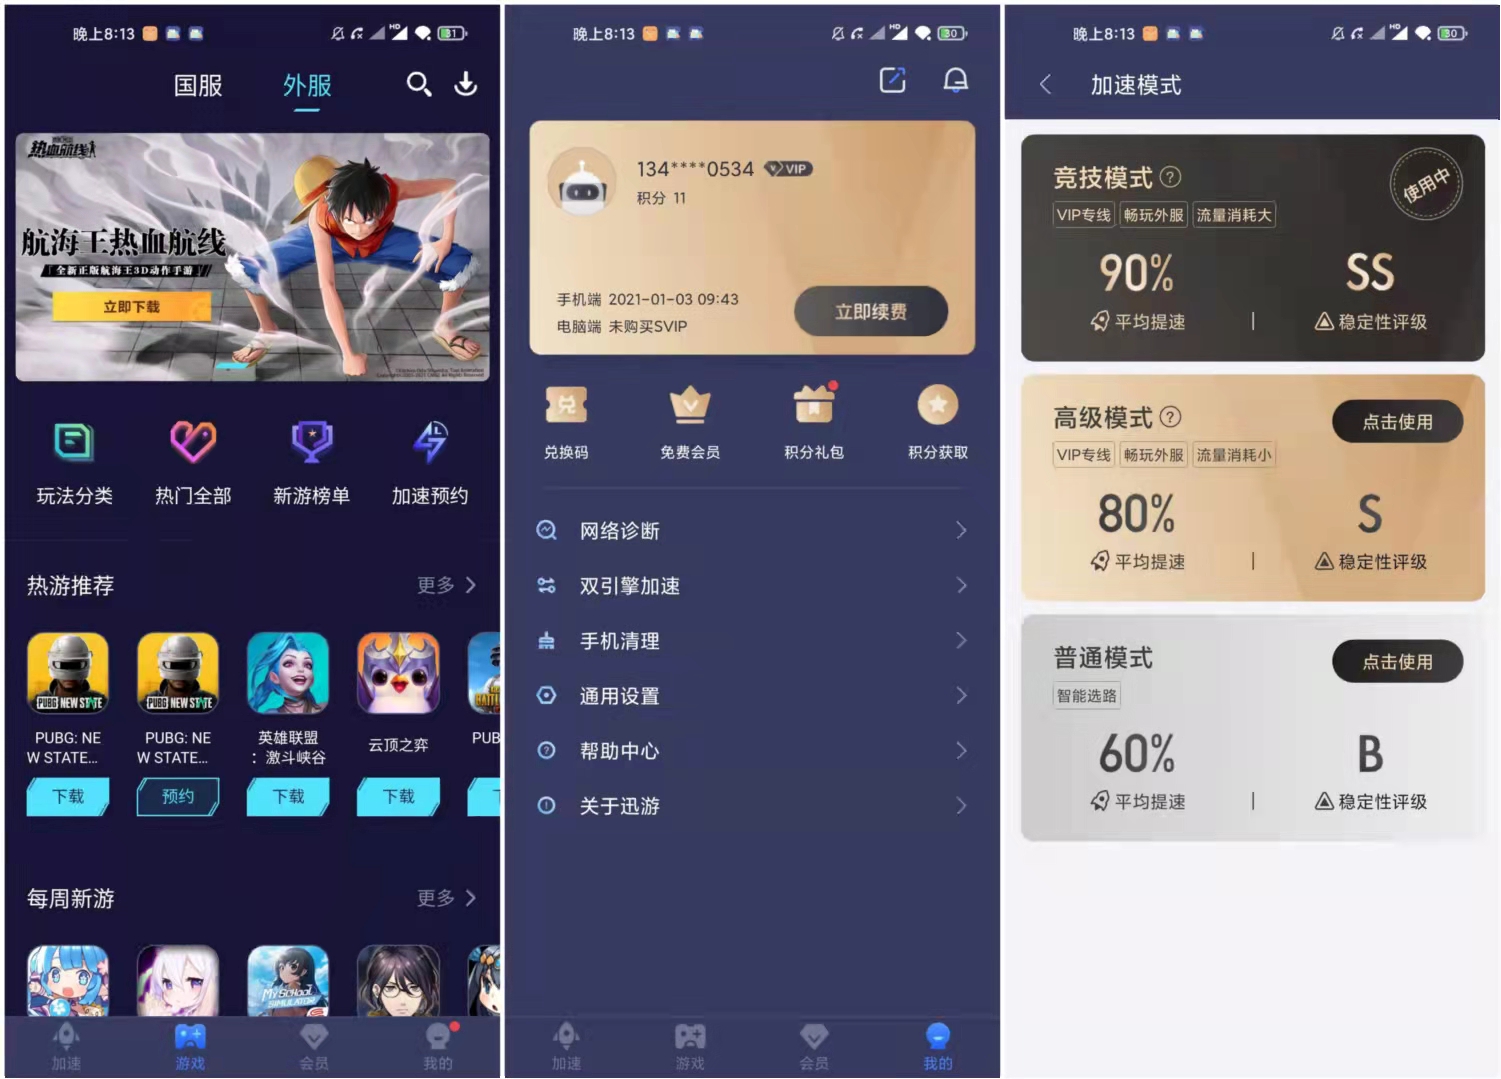 晚上8:13
HD
31
国服
外服
热血航线
航海王热血航线
全新正版航海王3D动作手游
立即下载
玩法分类
热门全部
新游榜单
加速预约
热游推荐
更多
PUBG NEW STATE
PUBG NEW STATE
PUBG: NE
W STATE...
PUBG: NE
W STATE...
英雄联盟
：激斗峡谷
云顶之弈
PUB
下载
预约
下载
下载
每周新游
更多
MY SCHOOL
SIMULATOR
加速
游戏
会员
我的
晚上8:13
HD
30
134****0534
VIP
积分 11
手机端 2021-01-03 09:43
电脑端 未购买SVIP
立即续费
兑
兑换码
免费会员
积分礼包
积分获取
网络诊断
双引擎加速
手机清理
通用设置
帮助中心
关于迅游
加速
游戏
会员
我的
晚上8:13
HD
30
加速模式
竞技模式 ?
使用中
VIP专线
畅玩外服
流量消耗大
90%
SS
平均提速
|
稳定性评级
高级模式 ?
点击使用
VIP专线
畅玩外服
流量消耗小
80%
S
平均提速
|
稳定性评级
普通模式
点击使用
智能选路
60%
B
平均提速
|
稳定性评级